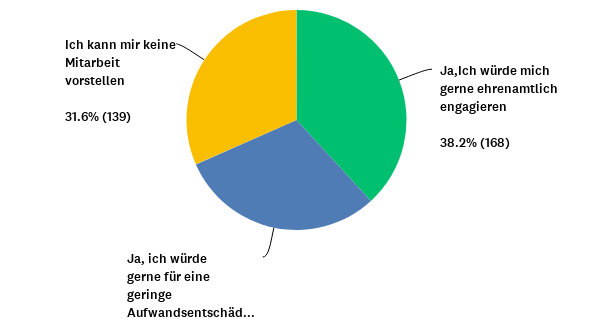 Ich kann mir keine
Mitarbeit
vorstellen
31.6% (139)
Ja,Ich würde mich
gerne ehrenamtlich
engagieren
38.2% (168)
Ja, ich würde
gerne für eine
geringe
Aufwandsentschäd...